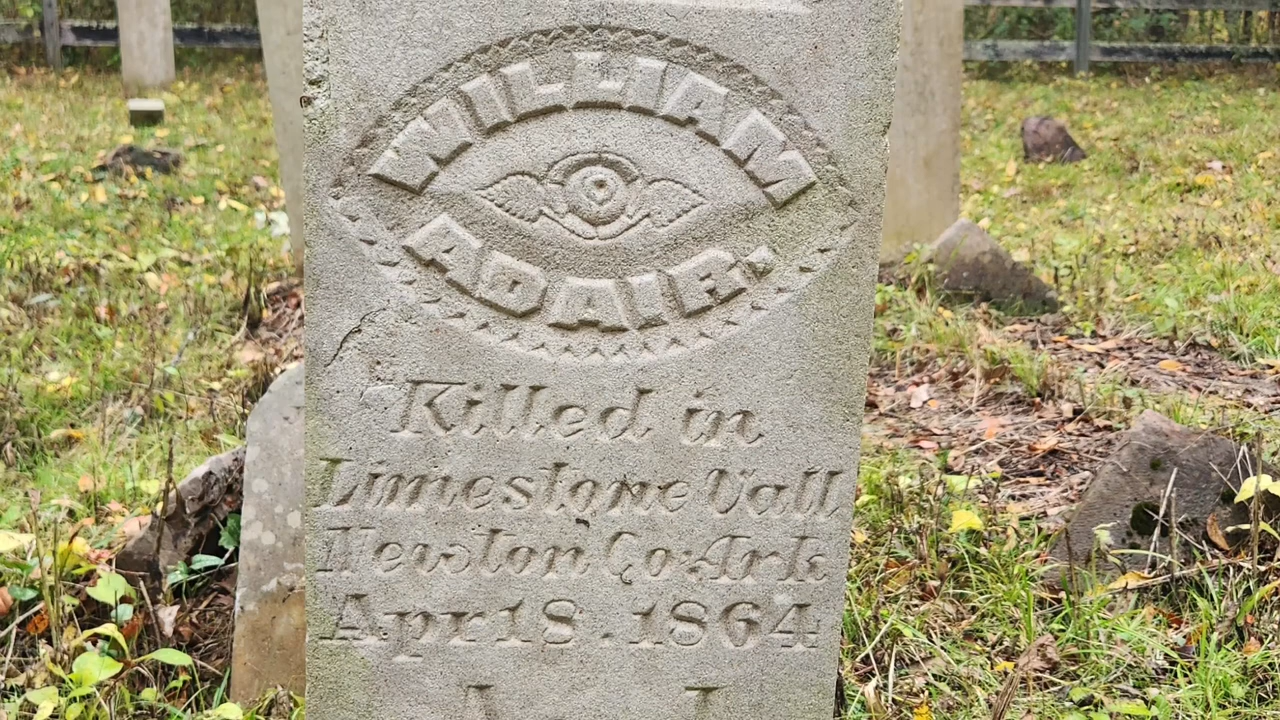 WILLIAM
ADAIR.
Killed in
Limestone Vall
Newton Co. Ark
Apr 18. 1864